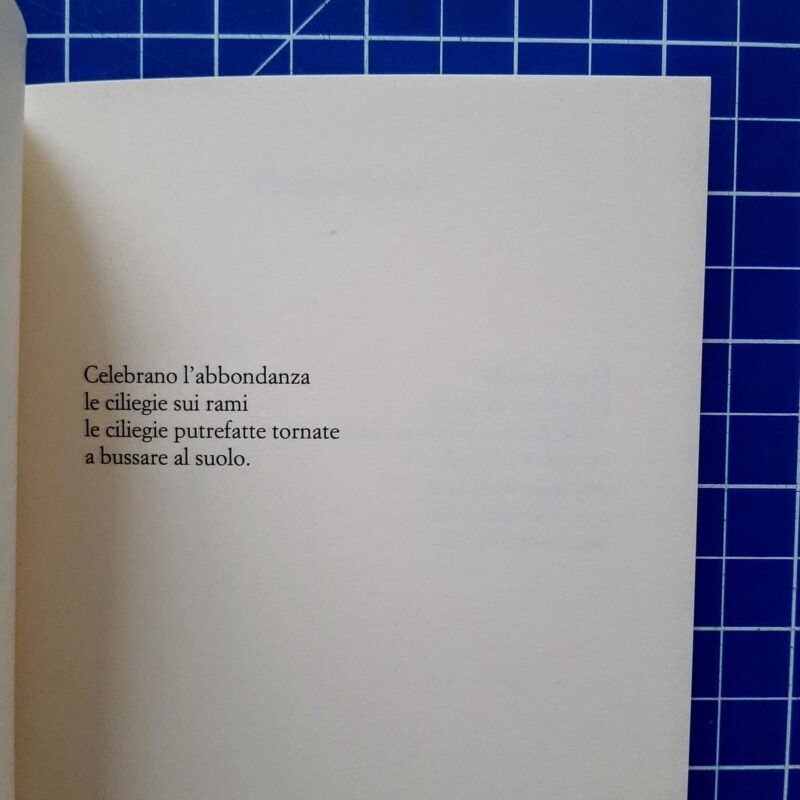 Celebrano l’abbondanza
le ciliegie sui rami
le ciliegie putrefatte tornate
a bussare al suolo.